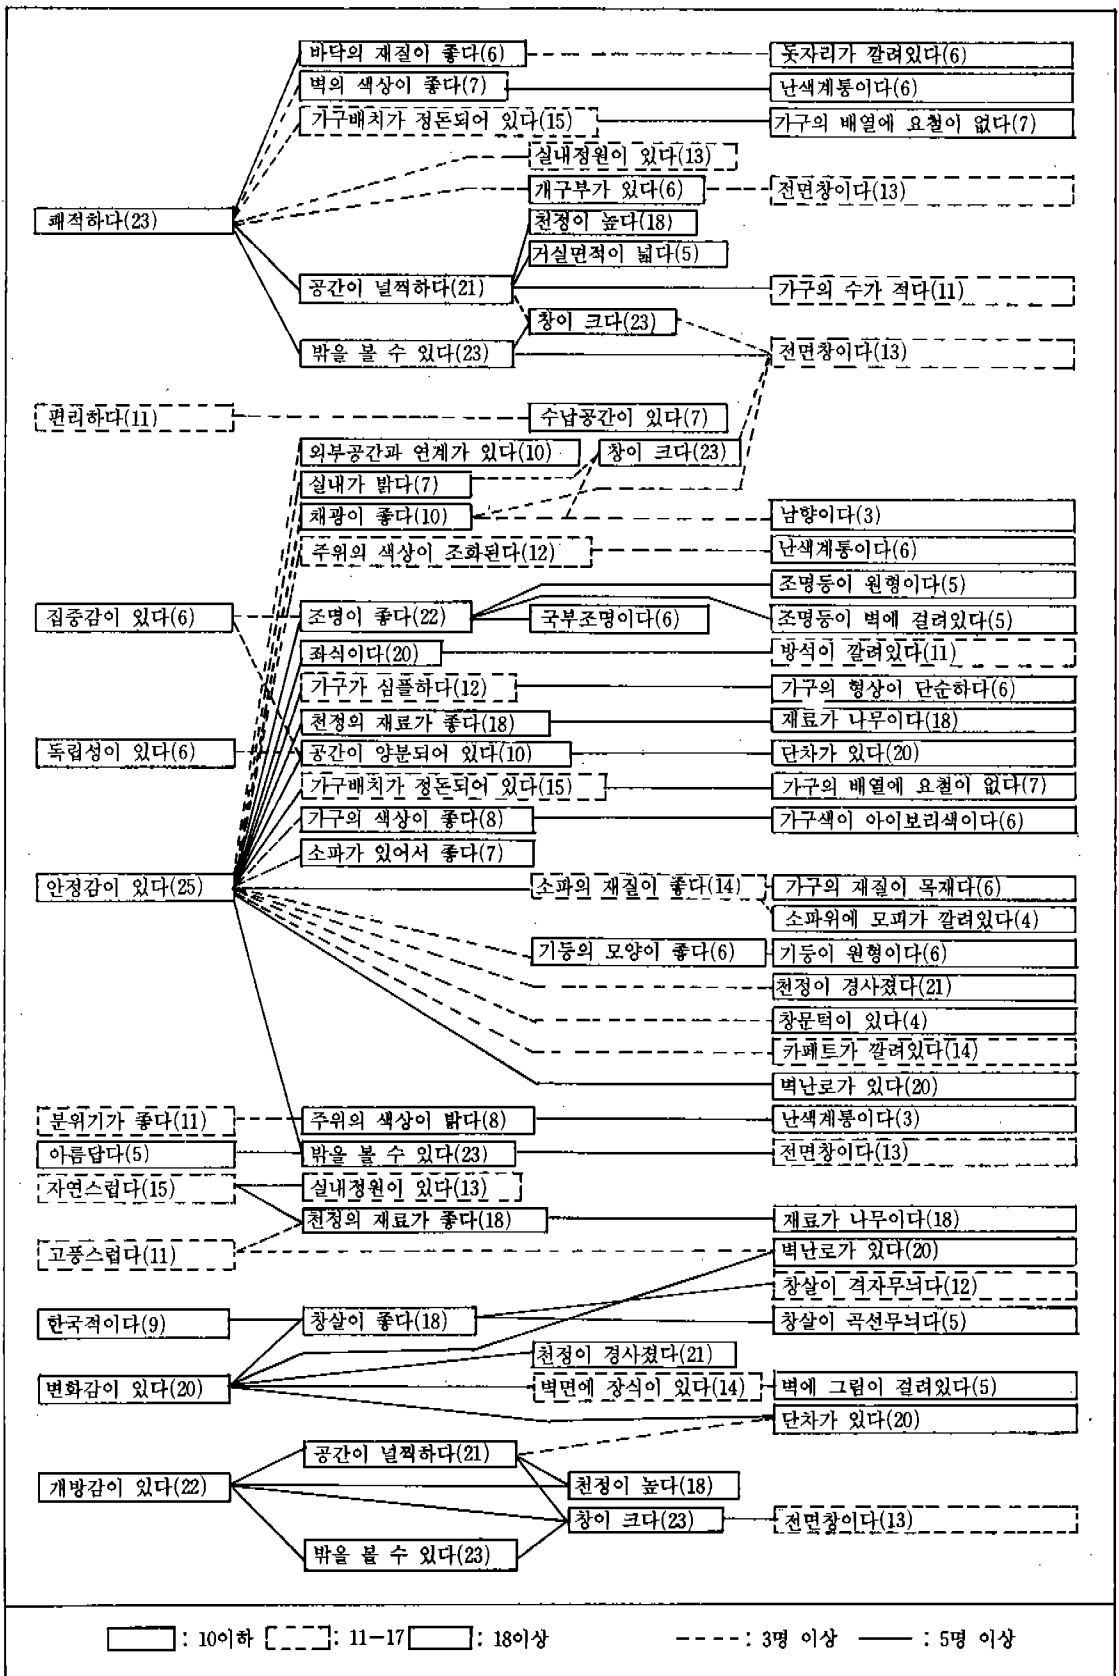 바닥의 재질이 좋다(6) 돗자리가 깔려있다(6)
벽의 색상이 좋다(7) 난색계통이다(6)
가구배치가 정돈되어 있다(15) 가구의 배열에 요철이 없다(7)
실내정원이 있다(13)
개구부가 있다(6) 전면창이다(13)
쾌적하다(23) 천정이 높다(18)
거실면적이 넓다(5)
공간이 널찍하다(21) 가구의 수가 적다(11)
창이 크다(23)
밖을 볼 수 있다(23) 전면창이다(13)
편리하다(11) 수납공간이 있다(7)
외부공간과 연계가 있다(10) 창이 크다(23)
실내가 밝다(7)
채광이 좋다(10) 남향이다(3)
주위의 색상이 조화된다(12) 난색계통이다(6)
조명등이 원형이다(5)
집중감이 있다(6) 조명이 좋다(22) 국부조명이다(6) 조명등이 벽에 걸려있다(5)
좌식이다(20) 방석이 깔려있다(11)
가구가 심플하다(12) 가구의 형상이 단순하다(6)
천정의 재료가 좋다(18) 재료가 나무이다(18)
독립성이 있다(6) 공간이 양분되어 있다(10) 단차가 있다(20)
가구배치가 정돈되어 있다(15) 가구의 배열에 요철이 없다(7)
가구의 색상이 좋다(8) 가구색이 아이보리색이다(6)
소파가 있어서 좋다(7)
안정감이 있다(25) 소파의 재질이 좋다(14) 가구의 재질이 목재다(6)
소파위에 모피가 깔려있다(4)
기둥의 모양이 좋다(6) 기둥이 원형이다(6)
천정이 경사졌다(21)
창문턱이 있다(4)
카페트가 깔려있다(14)
벽난로가 있다(20)
분위기가 좋다(11) 주위의 색상이 밝다(8) 난색계통이다(3)
아름답다(5) 밖을 볼 수 있다(23) 전면창이다(13)
자연스럽다(15) 실내정원이 있다(13)
천정의 재료가 좋다(18) 재료가 나무이다(18)
고풍스럽다(11) 벽난로가 있다(20)
창살이 격자무늬다(12)
한국적이다(9) 창살이 좋다(18) 창살이 곡선무늬다(5)
천정이 경사졌다(21)
변화감이 있다(20) 벽면에 장식이 있다(14) 벽에 그림이 걸려있다(5)
단차가 있다(20)
공간이 널찍하다(21)
개방감이 있다(22) 천정이 높다(18)
창이 크다(23) 전면창이다(13)
밖을 볼 수 있다(23)
: 10이하 : 11-17 : 18이상 : 3명 이상 : 5명 이상